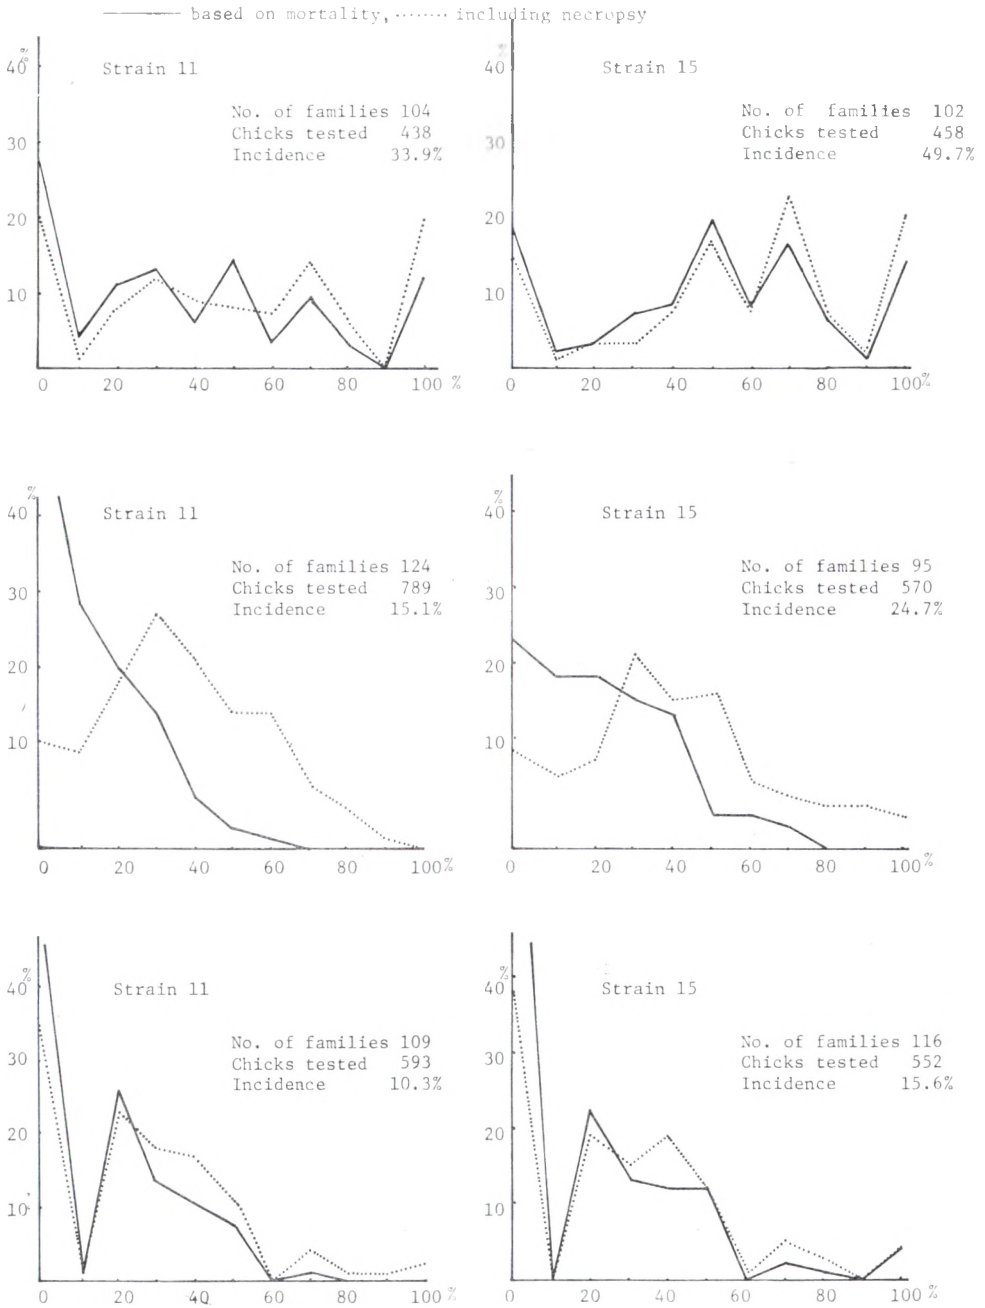 based on mortality, ........ including necropsy
%
40
Strain 11
No. of families 104
30
Chicks tested 438
Incidence 33.9%
20
10
0 20 40 60 80 100 %
%
40
Strain 15
No. of families 102
30
Chicks tested 458
Incidence 49.7%
20
10
0 20 40 60 80 100%
%
40
Strain 11
No. of families 124
30
Chicks tested 789
Incidence 15.1%
20
10
0 20 40 60 80 100%
%
40
Strain 15
No. of families 95
30
Chicks tested 570
Incidence 24.7%
20
10
0 20 40 60 80 100%
%
40
Strain 11
No. of families 109
30
Chicks tested 593
Incidence 10.3%
20
10
0 20 40 60 80 100 %
%
40
Strain 15
No. of families 116
30
Chicks tested 552
Incidence 15.6%
20
10
0 20 40 60 80 100 %